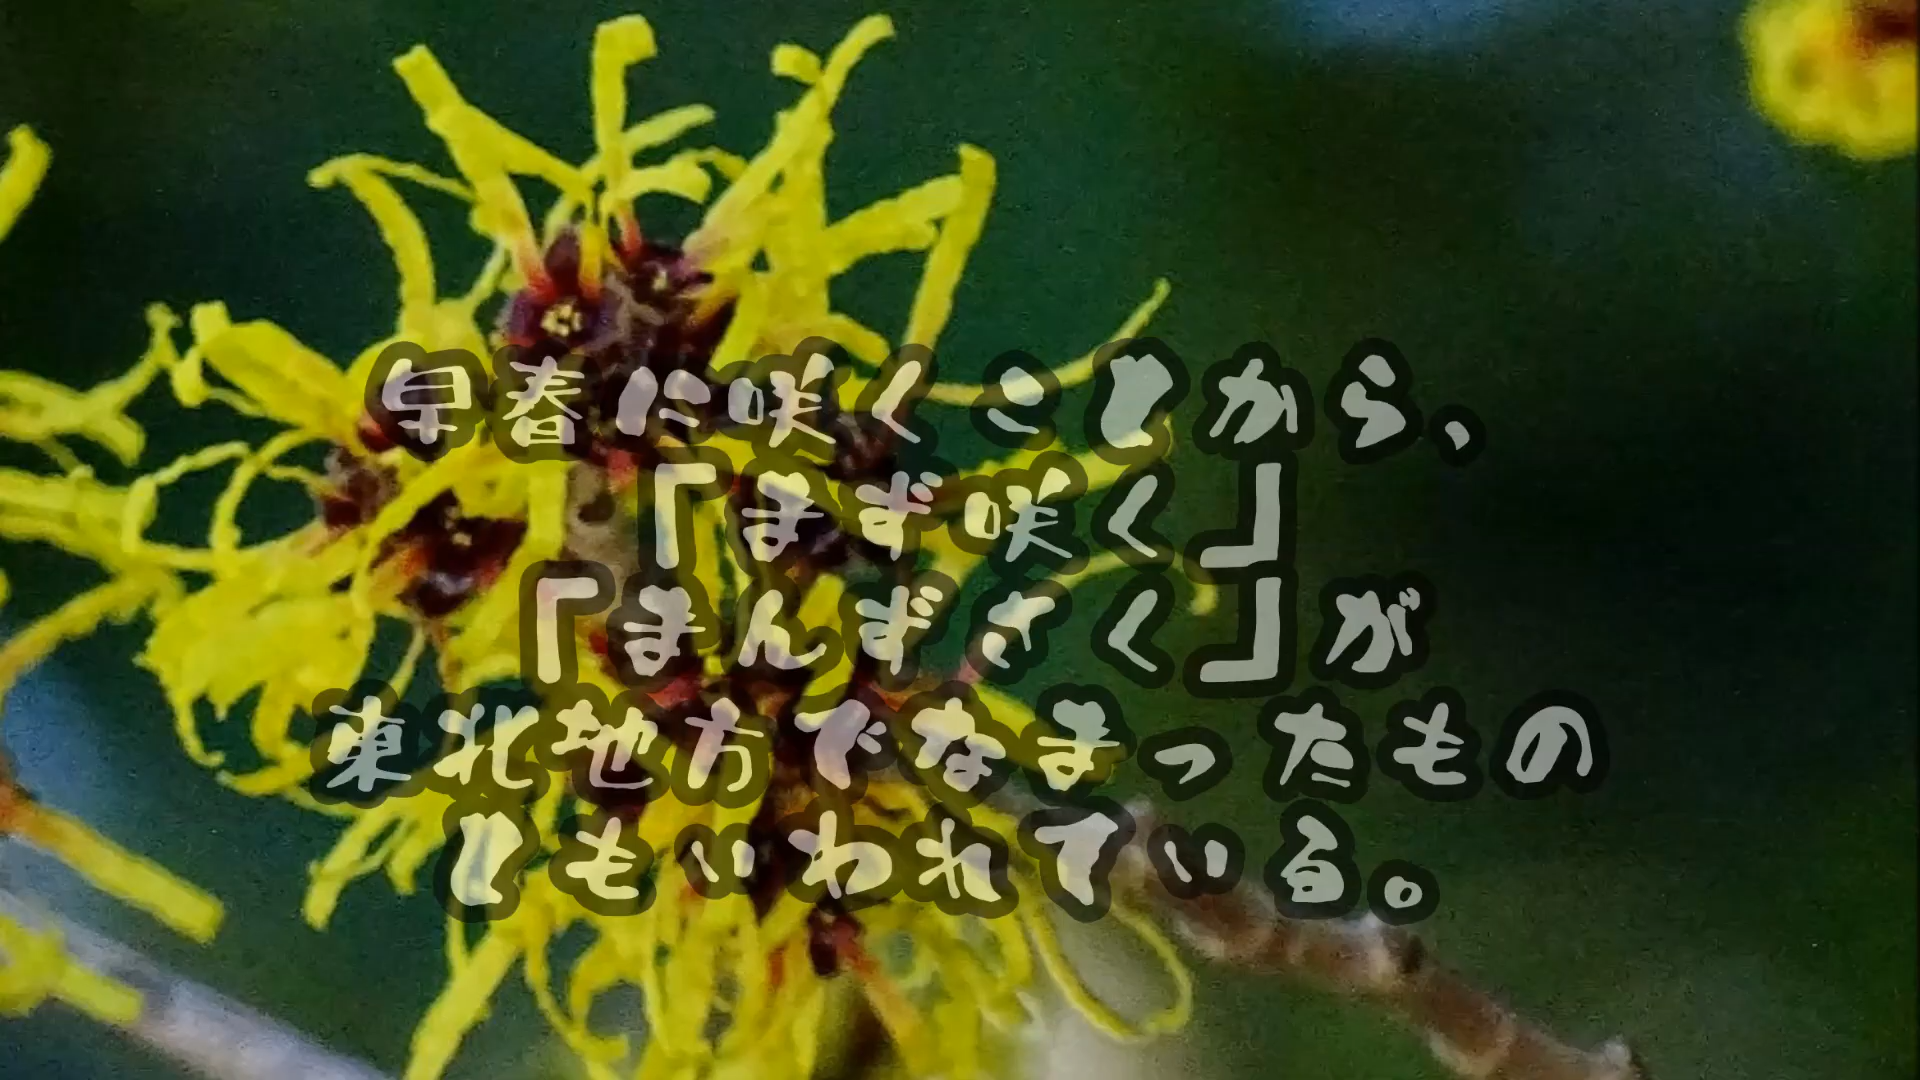 早春に咲くことから、
「まず咲く」
「まんずさく」が
東北地方でなまったもの
ともいわれている。